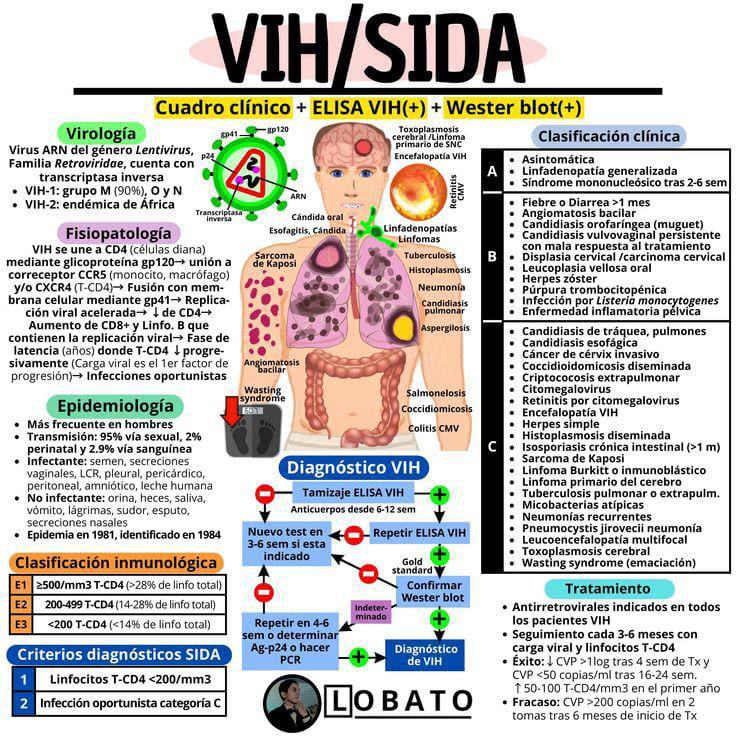 VIH/SIDA
Cuadro clínico + ELISA VIH(+) + Wester blot(+)
Virología
Virus ARN del género Lentivirus,
Familia Retroviridae, cuenta con
transcriptasa inversa
• VIH-1: grupo M (90%), O y N
• VIH-2: endémica de África
Fisiopatología
VIH se une a CD4 (células diana)
mediante glicoproteína gp120→ unión a
correceptor CCR5 (monocito, macrófago)
y/o CXCR4 (T-CD4)→ Fusión con mem-
brana celular mediante gp41→ Replica-
ción viral acelerada→ ↓de CD4→
Aumento de CD8+ y Linfo. B que
contienen la replicación viral→ Fase de
latencia (años) donde T-CD4 ↓progre-
sivamente (Carga viral es el 1er factor de
progresión)→ Infecciones oportunistas
Epidemiología
• Más frecuente en hombres
• Transmisión: 95% vía sexual, 2%
perinatal y 2.9% vía sanguínea
• Infectante: semen, secreciones
vaginales, LCR, pleural, pericárdico,
peritoneal, amniótico, leche humana
• No infectante: orina, heces, saliva,
vómito, lágrimas, sudor, esputo,
secreciones nasales
• Epidemia en 1981, identificado en 1984
Clasificación inmunológica
E1 ≥500/mm3 T-CD4 (>28% de linfo total)
E2 200-499 T-CD4 (14-28% de linfo total)
E3 <200 T-CD4 (<14% de linfo total)
Criterios diagnósticos SIDA
1 Linfocitos T-CD4 <200/mm3
2 Infección oportunista categoría C
gp41
gp120
p24
ARN
Transcriptasa
inversa
Toxoplasmosis
cerebral /Linfoma
primario de SNC
Encefalopatía VIH
Retinitis
CMV
Cándida oral
Esofagitis, Cándida
Linfadenopatías
Linfomas
Sarcoma
de Kaposi
Tuberculosis
Histoplasmosis
Neumonía
Candidiasis
pulmonar
Aspergilosis
Angiomatosis
bacilar
Wasting
syndrome
Salmonelosis
Coccidiomicosis
Colitis CMV
Diagnóstico VIH
Tamizaje ELISA VIH
Anticuerpos desde 6-12 sem
Nuevo test en
3-6 sem si esta
indicado
Repetir ELISA VIH
Gold
standard
Confirmar
Wester blot
Indeter-
minado
Repetir en 4-6
sem o determinar
Ag-p24 o hacer
PCR
Diagnóstico
de VIH
LOBATO
Clasificación clínica
A
• Asintomática
• Linfadenopatía generalizada
• Síndrome mononucleósico tras 2-6 sem
B
• Fiebre o Diarrea >1 mes
• Angiomatosis bacilar
• Candidiasis orofaríngea (muguet)
• Candidiasis vulvovaginal persistente
con mala respuesta al tratamiento
• Displasia cervical /carcinoma cervical
• Leucoplasia vellosa oral
• Herpes zóster
• Púrpura trombocitopénica
• Infección por Listeria monocytogenes
• Enfermedad inflamatoria pélvica
C
• Candidiasis de tráquea, pulmones
• Candidiasis esofágica
• Cáncer de cérvix invasivo
• Coccidioidomicosis diseminada
• Criptococosis extrapulmonar
• Citomegalovirus
• Retinitis por citomegalovirus
• Encefalopatía VIH
• Herpes simple
• Histoplasmosis diseminada
• Isosporiasis crónica intestinal (>1 m)
• Sarcoma de Kaposi
• Linfoma Burkitt o inmunoblástico
• Linfoma primario del cerebro
• Tuberculosis pulmonar o extrapulm.
• Micobacterias atípicas
• Neumonías recurrentes
• Pneumocystis jirovecii neumonía
• Leucoencefalopatía multifocal
• Toxoplasmosis cerebral
• Wasting syndrome (emaciación)
Tratamiento
• Antirretrovirales indicados en todos
los pacientes VIH
• Seguimiento cada 3-6 meses con
carga viral y linfocitos T-CD4
• Éxito:↓CVP >1log tras 4 sem de Tx y
CVP <50 copias/ml tras 16-24 sem.
↑50-100 T-CD4/mm3 en el primer año
• Fracaso: CVP >200 copias/ml en 2
tomas tras 6 meses de inicio de Tx